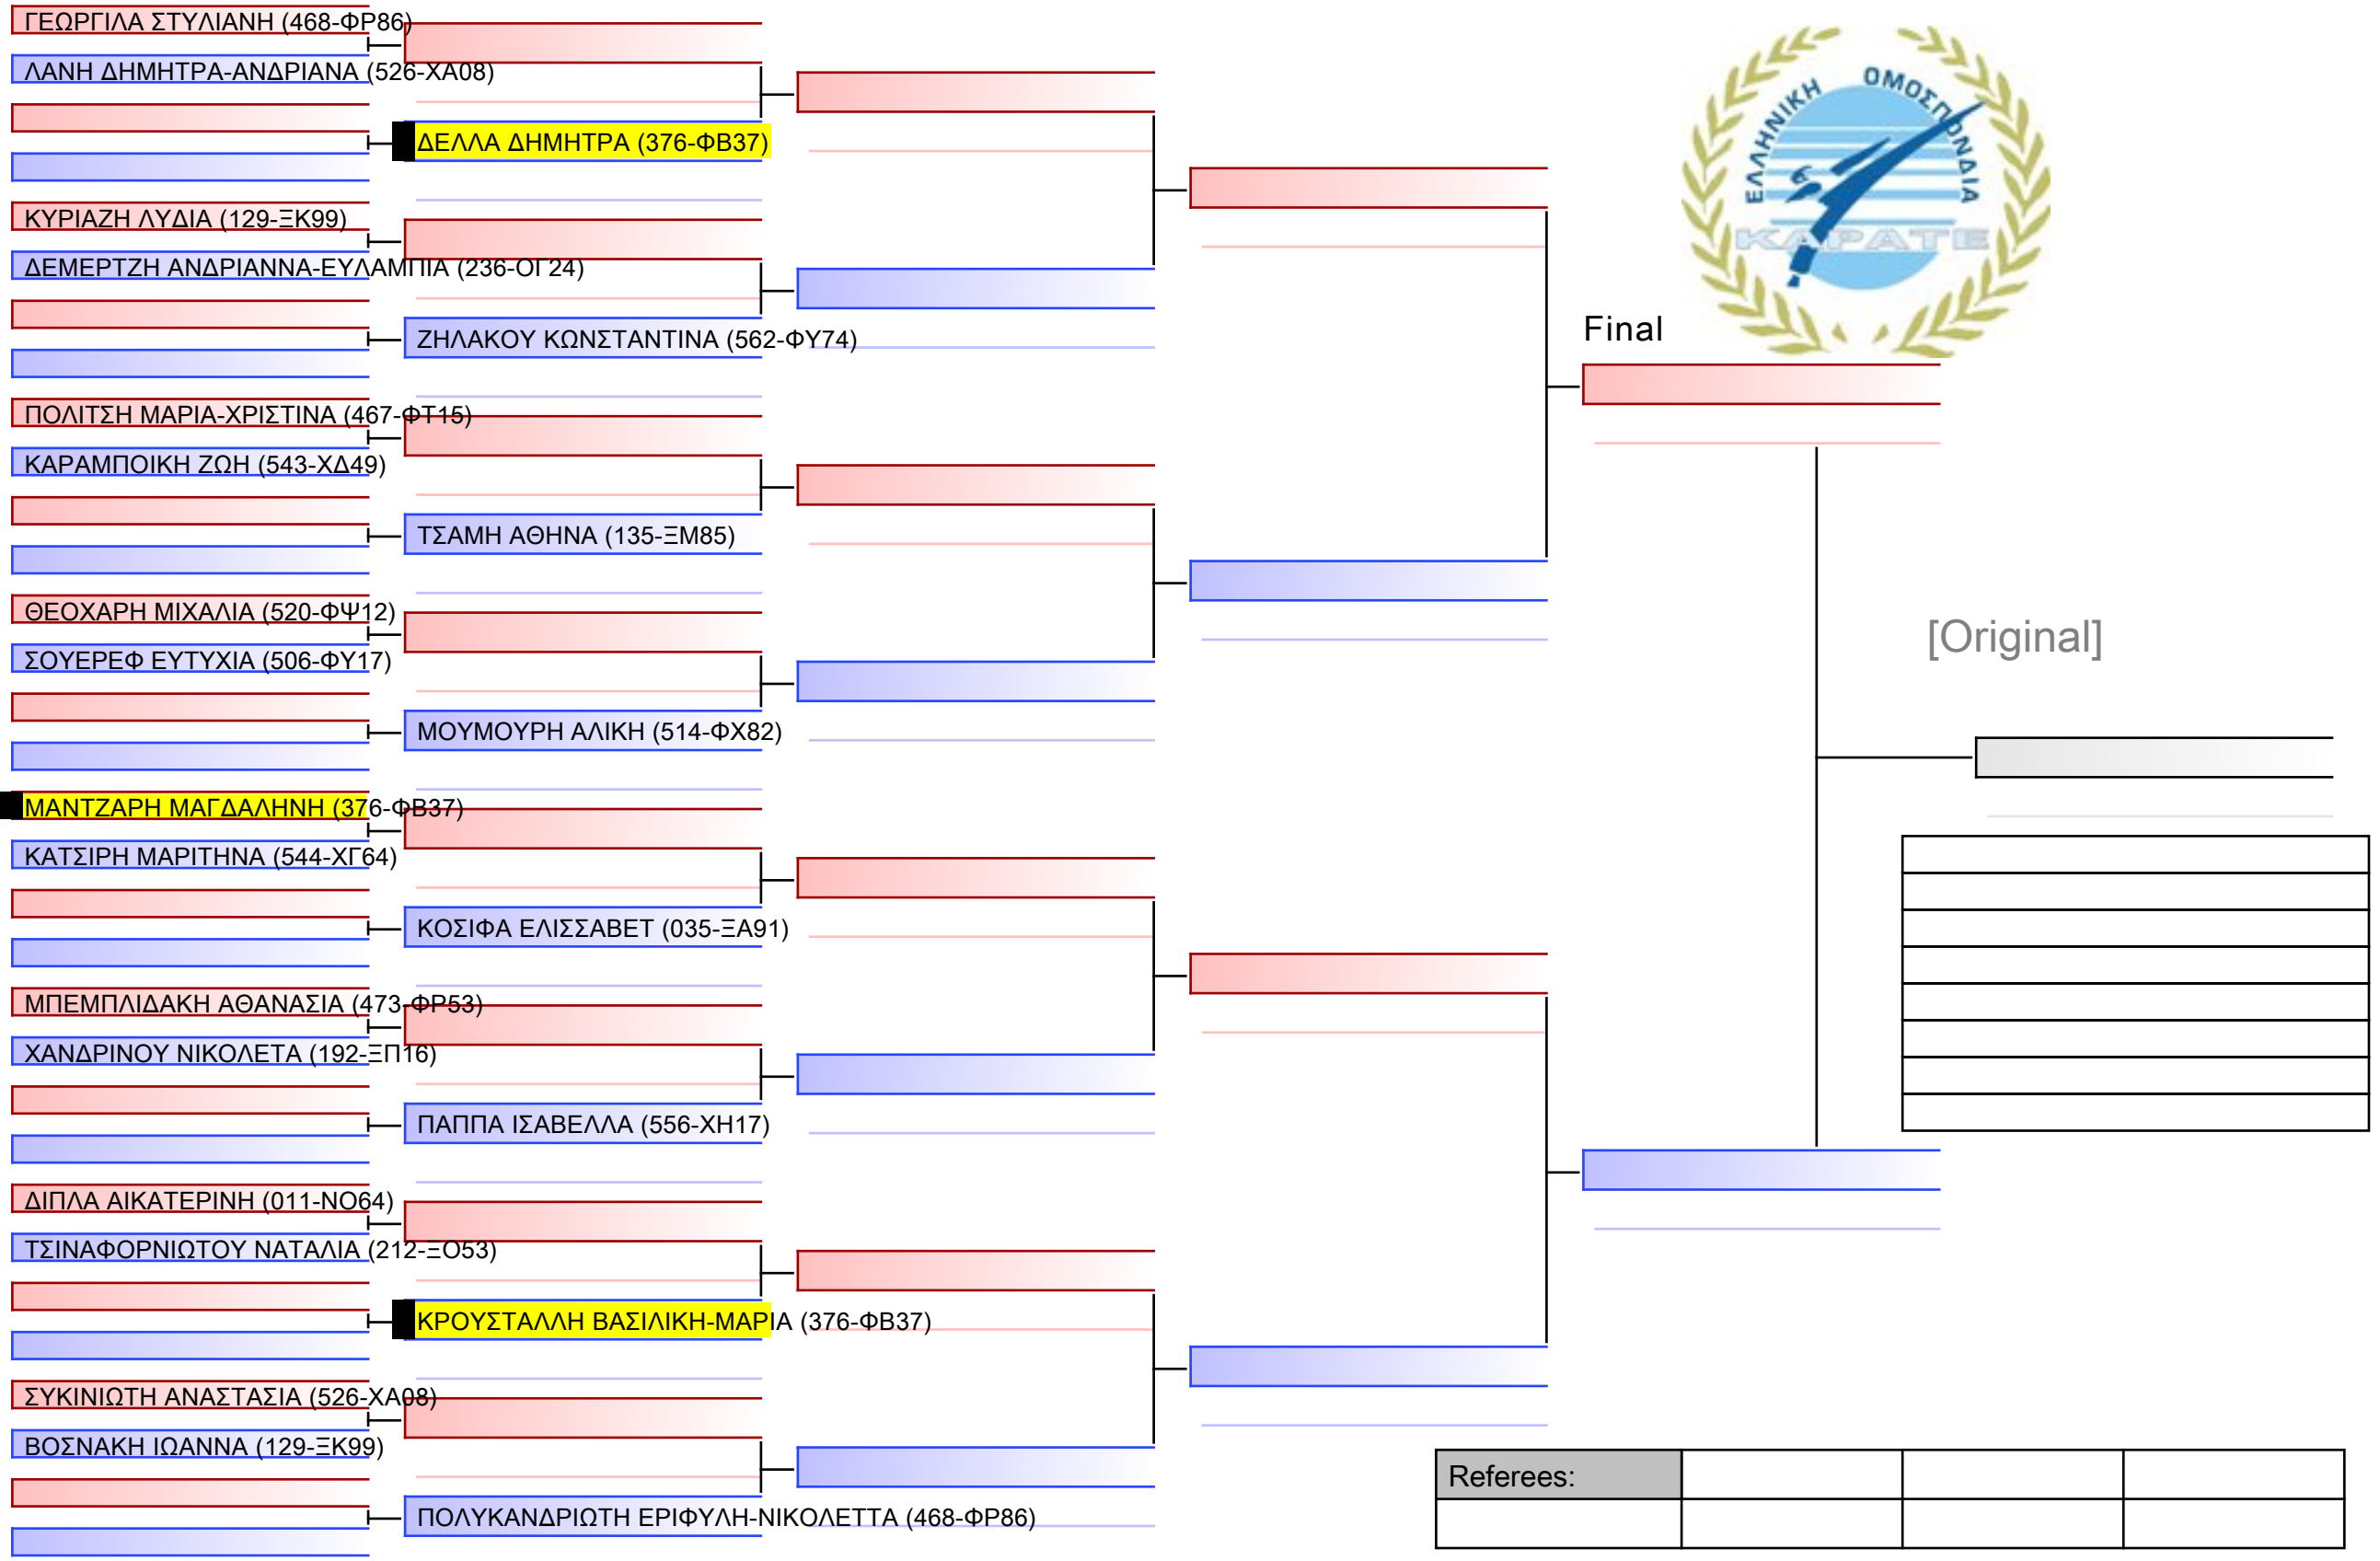 ΓΕΩΡΓΙΛΑ ΣΤΥΛΙΑΝΗ (468-ΦΡ86)
ΛΑΝΗ ΔΗΜΗΤΡΑ-ΑΝΔΡΙΑΝΑ (526-ΧΑ08)
ΔΕΛΛΑ ΔΗΜΗΤΡΑ (376-ΦΒ37)
ΚΥΡΙΑΖΗ ΛΥΔΙΑ (129-ΞΚ99)
ΔΕΜΕΡΤΖΗ ΑΝΔΡΙΑΝΝΑ-ΕΥΛΑΜΠΙΑ (236-ΟΓ24)
ΖΗΛΑΚΟΥ ΚΩΝΣΤΑΝΤΙΝΑ (562-ΦΥ74)
ΠΟΛΙΤΣΗ ΜΑΡΙΑ-ΧΡΙΣΤΙΝΑ (467-ΦΤ15)
ΚΑΡΑΜΠΟΙΚΗ ΖΩΗ (543-ΧΔ49)
ΤΣΑΜΗ ΑΘΗΝΑ (135-ΞΜ85)
ΘΕΟΧΑΡΗ ΜΙΧΑΛΙΑ (520-ΦΨ12)
ΣΟΥΕΡΕΦ ΕΥΤΥΧΙΑ (506-ΦΥ17)
ΜΟΥΜΟΥΡΗ ΑΛΙΚΗ (514-ΦΧ82)
ΜΑΝΤΖΑΡΗ ΜΑΓΔΑΛΗΝΗ (376-ΦΒ37)
ΚΑΤΣΙΡΗ ΜΑΡΙΤΗΝΑ (544-ΧΓ64)
ΚΟΣΙΦΑ ΕΛΙΣΣΑΒΕΤ (035-ΞΑ91)
ΜΠΕΜΠΛΙΔΑΚΗ ΑΘΑΝΑΣΙΑ (473-ΦΡ53)
ΧΑΝΔΡΙΝΟΥ ΝΙΚΟΛΕΤΑ (192-ΞΠ16)
ΠΑΠΠΑ ΙΣΑΒΕΛΛΑ (556-ΧΗ17)
ΔΙΠΛΑ ΑΙΚΑΤΕΡΙΝΗ (011-ΝΟ64)
ΤΣΙΝΑΦΟΡΝΙΩΤΟΥ ΝΑΤΑΛΙΑ (212-ΞΟ53)
ΚΡΟΥΣΤΑΛΛΗ ΒΑΣΙΛΙΚΗ-ΜΑΡΙΑ (376-ΦΒ37)
ΣΥΚΙΝΙΩΤΗ ΑΝΑΣΤΑΣΙΑ (526-ΧΑ08)
ΒΟΣΝΑΚΗ ΙΩΑΝΝΑ (129-ΞΚ99)
ΠΟΛΥΚΑΝΔΡΙΩΤΗ ΕΡΙΦΥΛΗ-ΝΙΚΟΛΕΤΤΑ (468-ΦΡ86)
ΕΛΛΗΝΙΚΗ ΟΜΟΣΠΟΝΔΙΑ
ΚΑΡΑΤΕ
Final
[Original]
Referees: